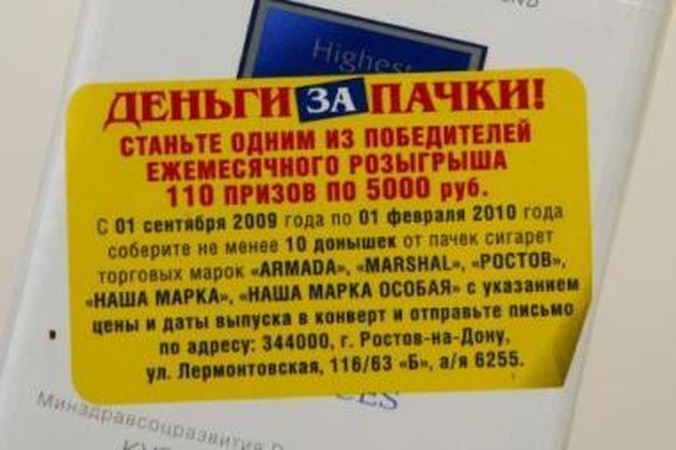 Highest
ДЕНЬГИ ЗА ПАЧКИ!
СТАНЬТЕ ОДНИМ ИЗ ПОБЕДИТЕЛЕЙ
ЕЖЕМЕСЯЧНОГО РОЗЫГРЫША
110 ПРИЗОВ ПО 5000 руб.
С 01 сентября 2009 года по 01 февраля 2010 года
соберите не менее 10 донышек от пачек сигарет
торговых марок «ARMADA», «MARSHAL», «РОСТОВ»,
«НАША МАРКА», «НАША МАРКА ОСОБАЯ» с указанием
цены и даты выпуска в конверт и отправьте письмо
по адресу: 344000, г. Ростов-на-Дону,
ул. Лермонтовская, 116/63 «Б», а/я 6255.
Минздравсоцразвития